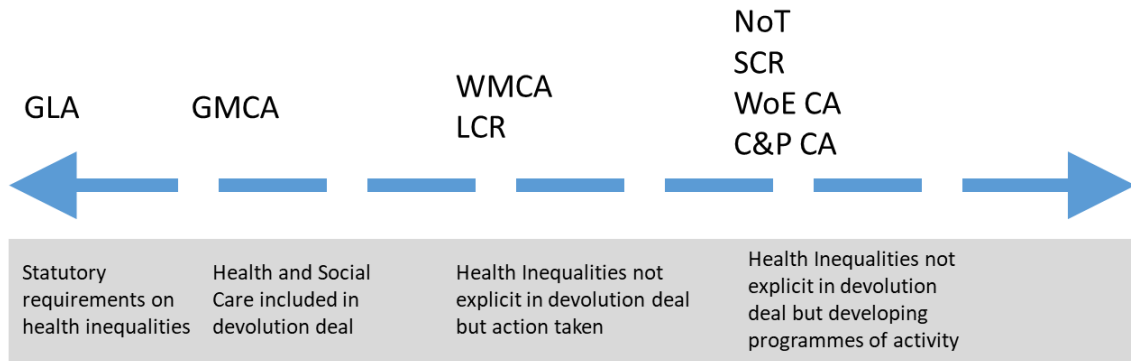 GLA
GMCA
WMCA
LCR
NoT
SCR
WoE CA
C&P CA
Statutory
requirements on
health inequalities
Health and Social
Care included in
devolution deal
Health Inequalities not
explicit in devolution deal
but action taken
Health Inequalities not
explicit in devolution
deal but developing
programmes of activity